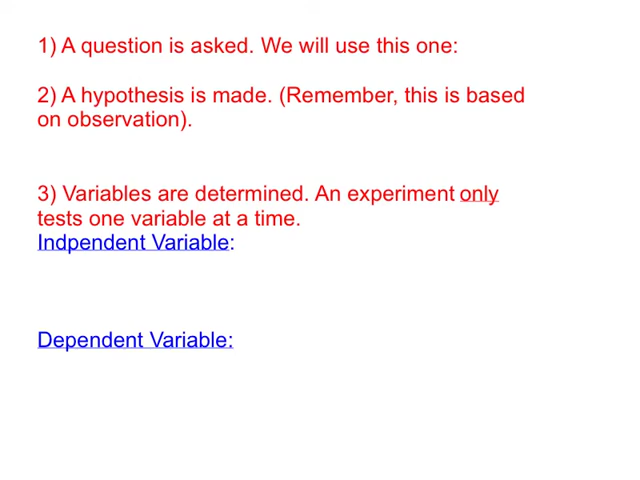 1) A question is asked. We will use this one:
2) A hypothesis is made. (Remember, this is based
on observation).
3) Variables are determined. An experiment only
tests one variable at a time.
Indpendent Variable:
Dependent Variable: